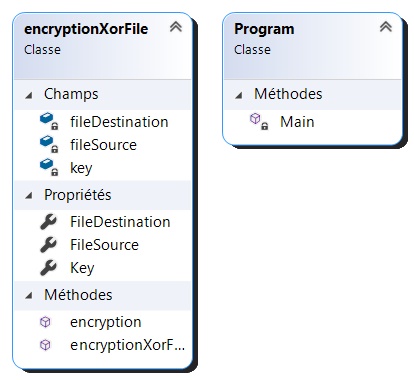 encryptionXorFile
Classe
Champs
fileDestination
fileSource
key
Propriétés
FileDestination
FileSource
Key
Méthodes
encryption
encryptionXorF...
Program
Classe
Méthodes
Main